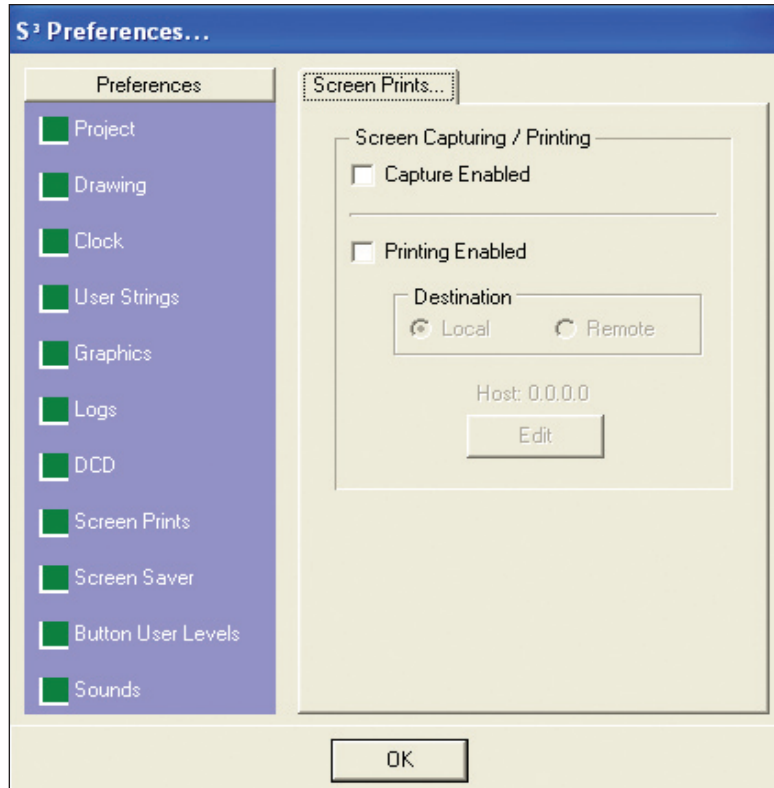 S³ Preferences...
Preferences
Project
Drawing
Clock
User Strings
Graphics
Logs
DCD
Screen Prints
Screen Saver
Button User Levels
Sounds
Screen Prints...
Screen Capturing / Printing
Capture Enabled
Printing Enabled
Destination
Local Remote
Host: 0.0.0.0
Edit
OK